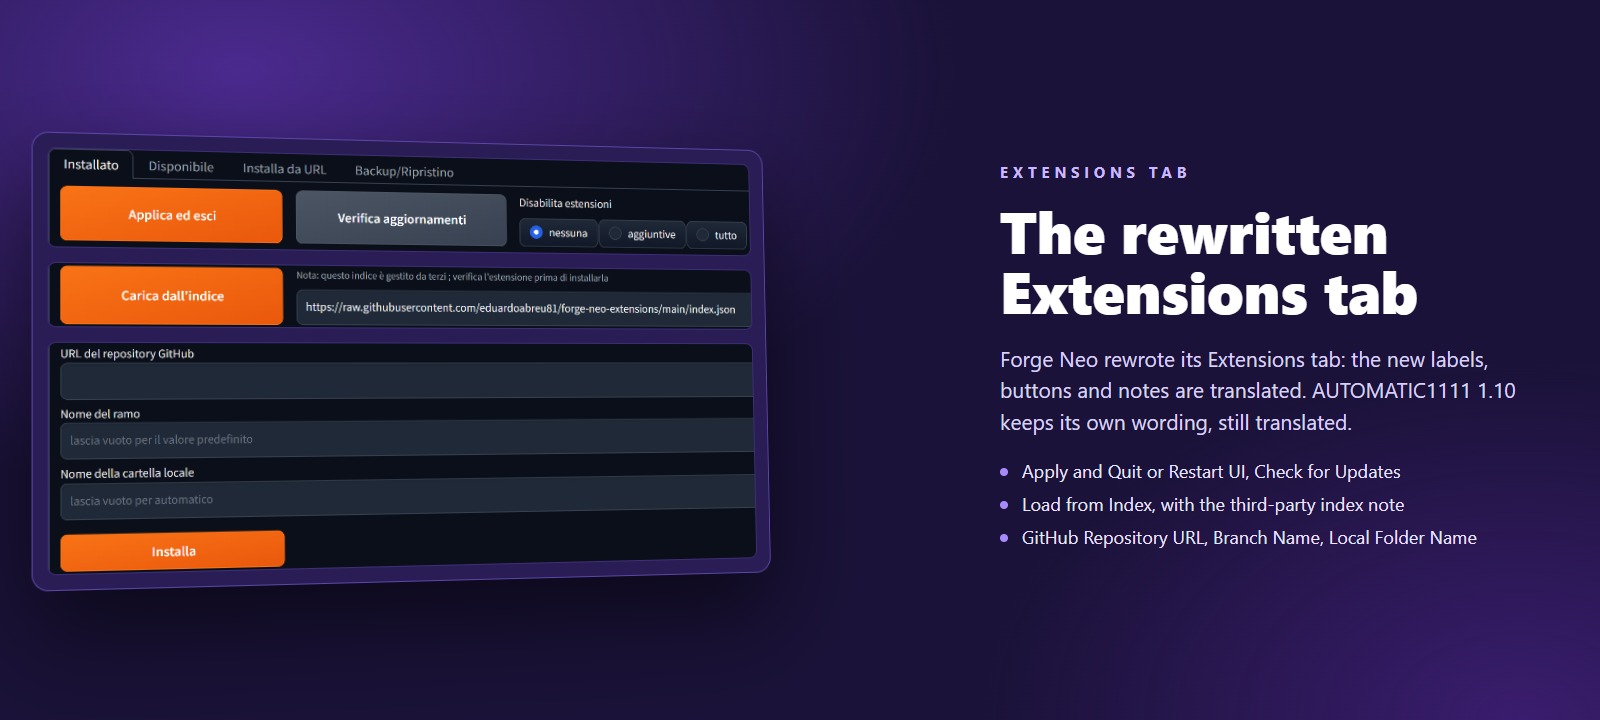 Installato
Disponibile
Installa da URL
Backup/Ripristino
Applica ed esci
Verifica aggiornamenti
Disabilita estensioni
nessuna
aggiuntive
tutto
Carica dall'indice
Nota: questo indice è gestito da terzi ; verifica l'estensione prima di installarla
https://raw.githubusercontent.com/eduardoabreu81/forge-neo-extensions/main/index.json
URL del repository GitHub
Nome del ramo
lascia vuoto per il valore predefinito
Nome della cartella locale
lascia vuoto per automatico
Installa
EXTENSIONS TAB
The rewritten
Extensions tab
Forge Neo rewrote its Extensions tab: the new labels,
buttons and notes are translated. AUTOMATIC1111 1.10
keeps its own wording, still translated.
Apply and Quit or Restart UI, Check for Updates
Load from Index, with the third-party index note
GitHub Repository URL, Branch Name, Local Folder Name